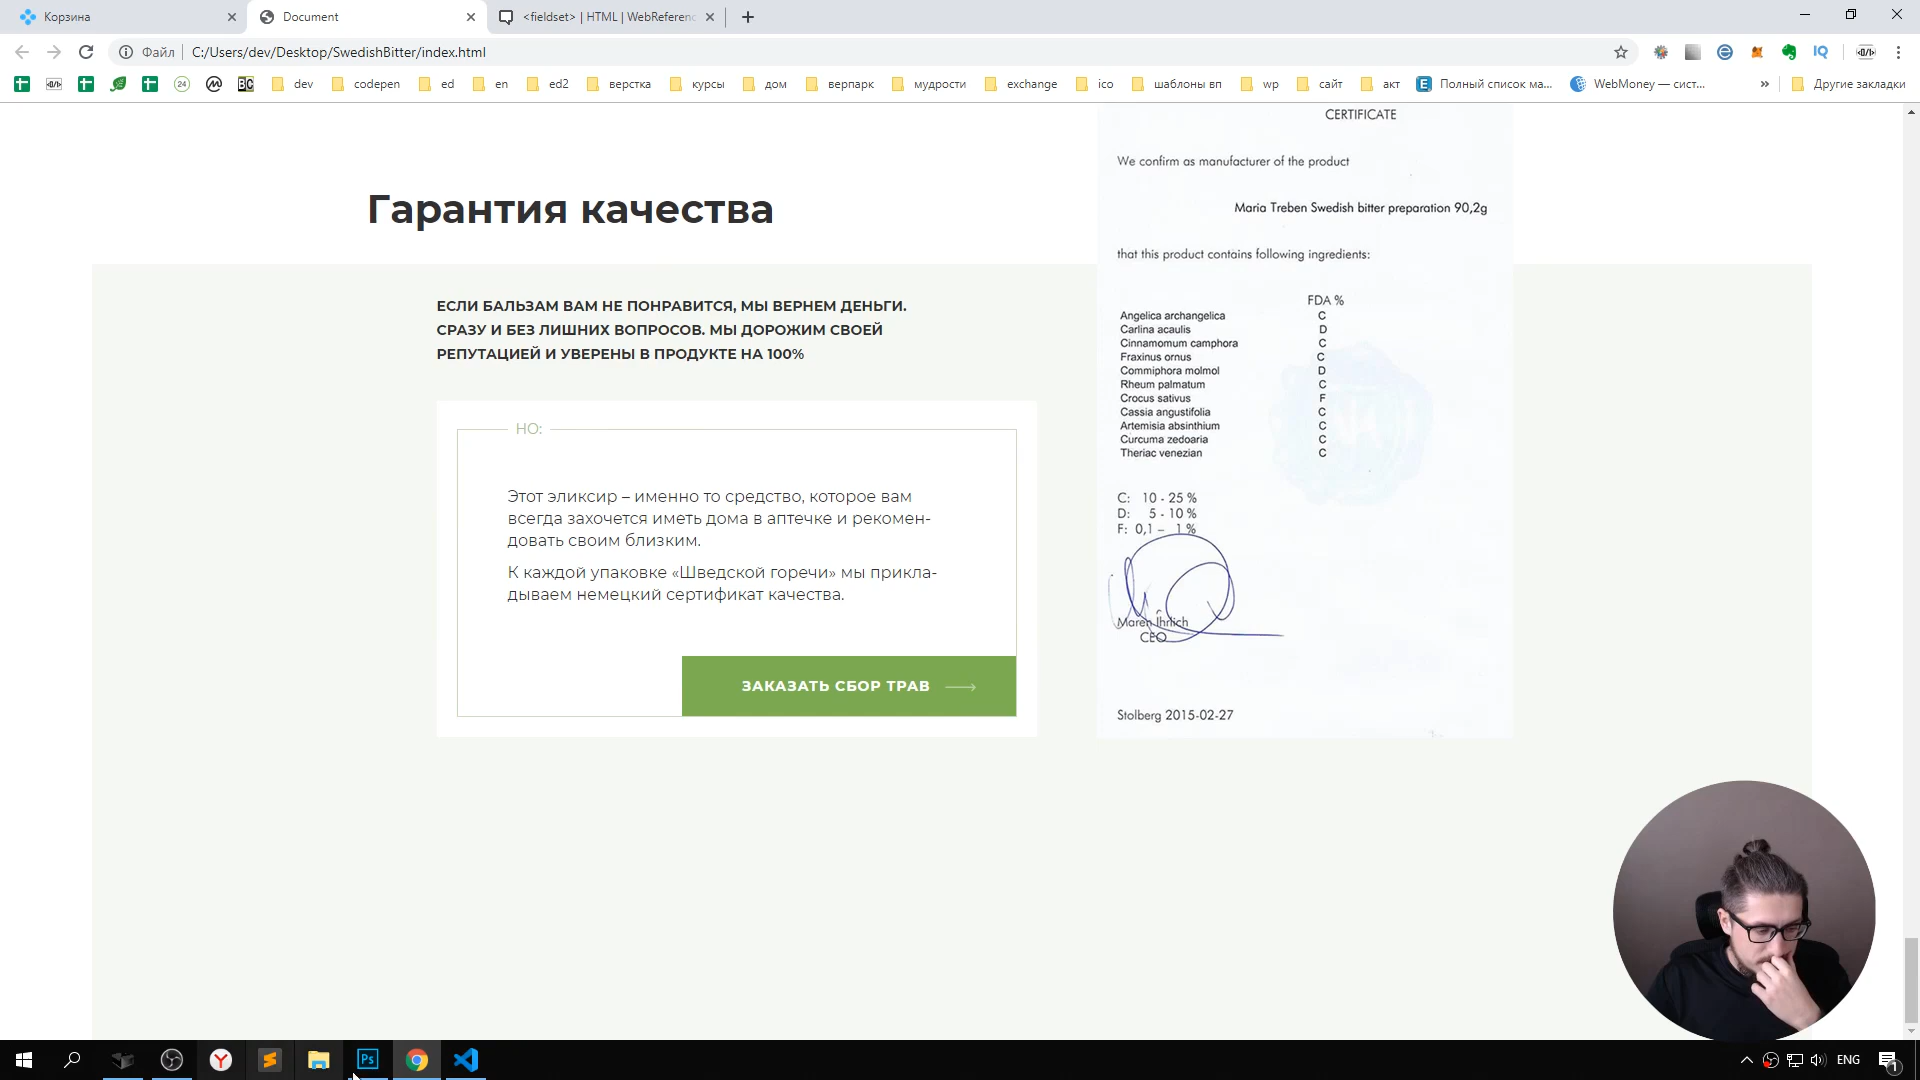 Корзина
Document
<fieldset> | HTML | WebReferenc
Файл
C:/Users/dev/Desktop/SwedishBitter/index.html
IQ
24
BC
dev
codepen
ed
en
ed2
верстка
курсы
дом
верпарк
мудрости
exchange
ico
шаблоны вп
wp
сайт
акт
Полный список ма...
WebMoney — сист...
»
Другие закладки
CERTIFICATE
We confirm as manufacturer of the product
Гарантия качества
Maria Treben Swedish bitter preparation 90,2g
that this product contains following ingredients:
ЕСЛИ БАЛЬЗАМ ВАМ НЕ ПОНРАВИТСЯ, МЫ ВЕРНЕМ ДЕНЬГИ.
СРАЗУ И БЕЗ ЛИШНИХ ВОПРОСОВ. МЫ ДОРОЖИМ СВОЕЙ
РЕПУТАЦИЕЙ И УВЕРЕНЫ В ПРОДУКТЕ НА 100%
FDA %
Angelica archangelica C
Carlina acaulis D
Cinnamomum camphora C
Fraxinus ornus C
Commiphora molmol D
Rheum palmatum C
Crocus sativus F
Cassia angustifolia C
Artemisia absinthium C
Curcuma zedoaria C
Theriac venezian C
НО:
Этот эликсир – именно то средство, которое вам
всегда захочется иметь дома в аптечке и рекомен-
довать своим близким.
К каждой упаковке «Шведской горечи» мы прикла-
дываем немецкий сертификат качества.
ЗАКАЗАТЬ СБОР ТРАВ
C: 10 - 25 %
D: 5 - 10 %
F: 0,1 – 1 %
Maren Ihrlich
CEO
Stolberg 2015-02-27
Ps
ENG
1